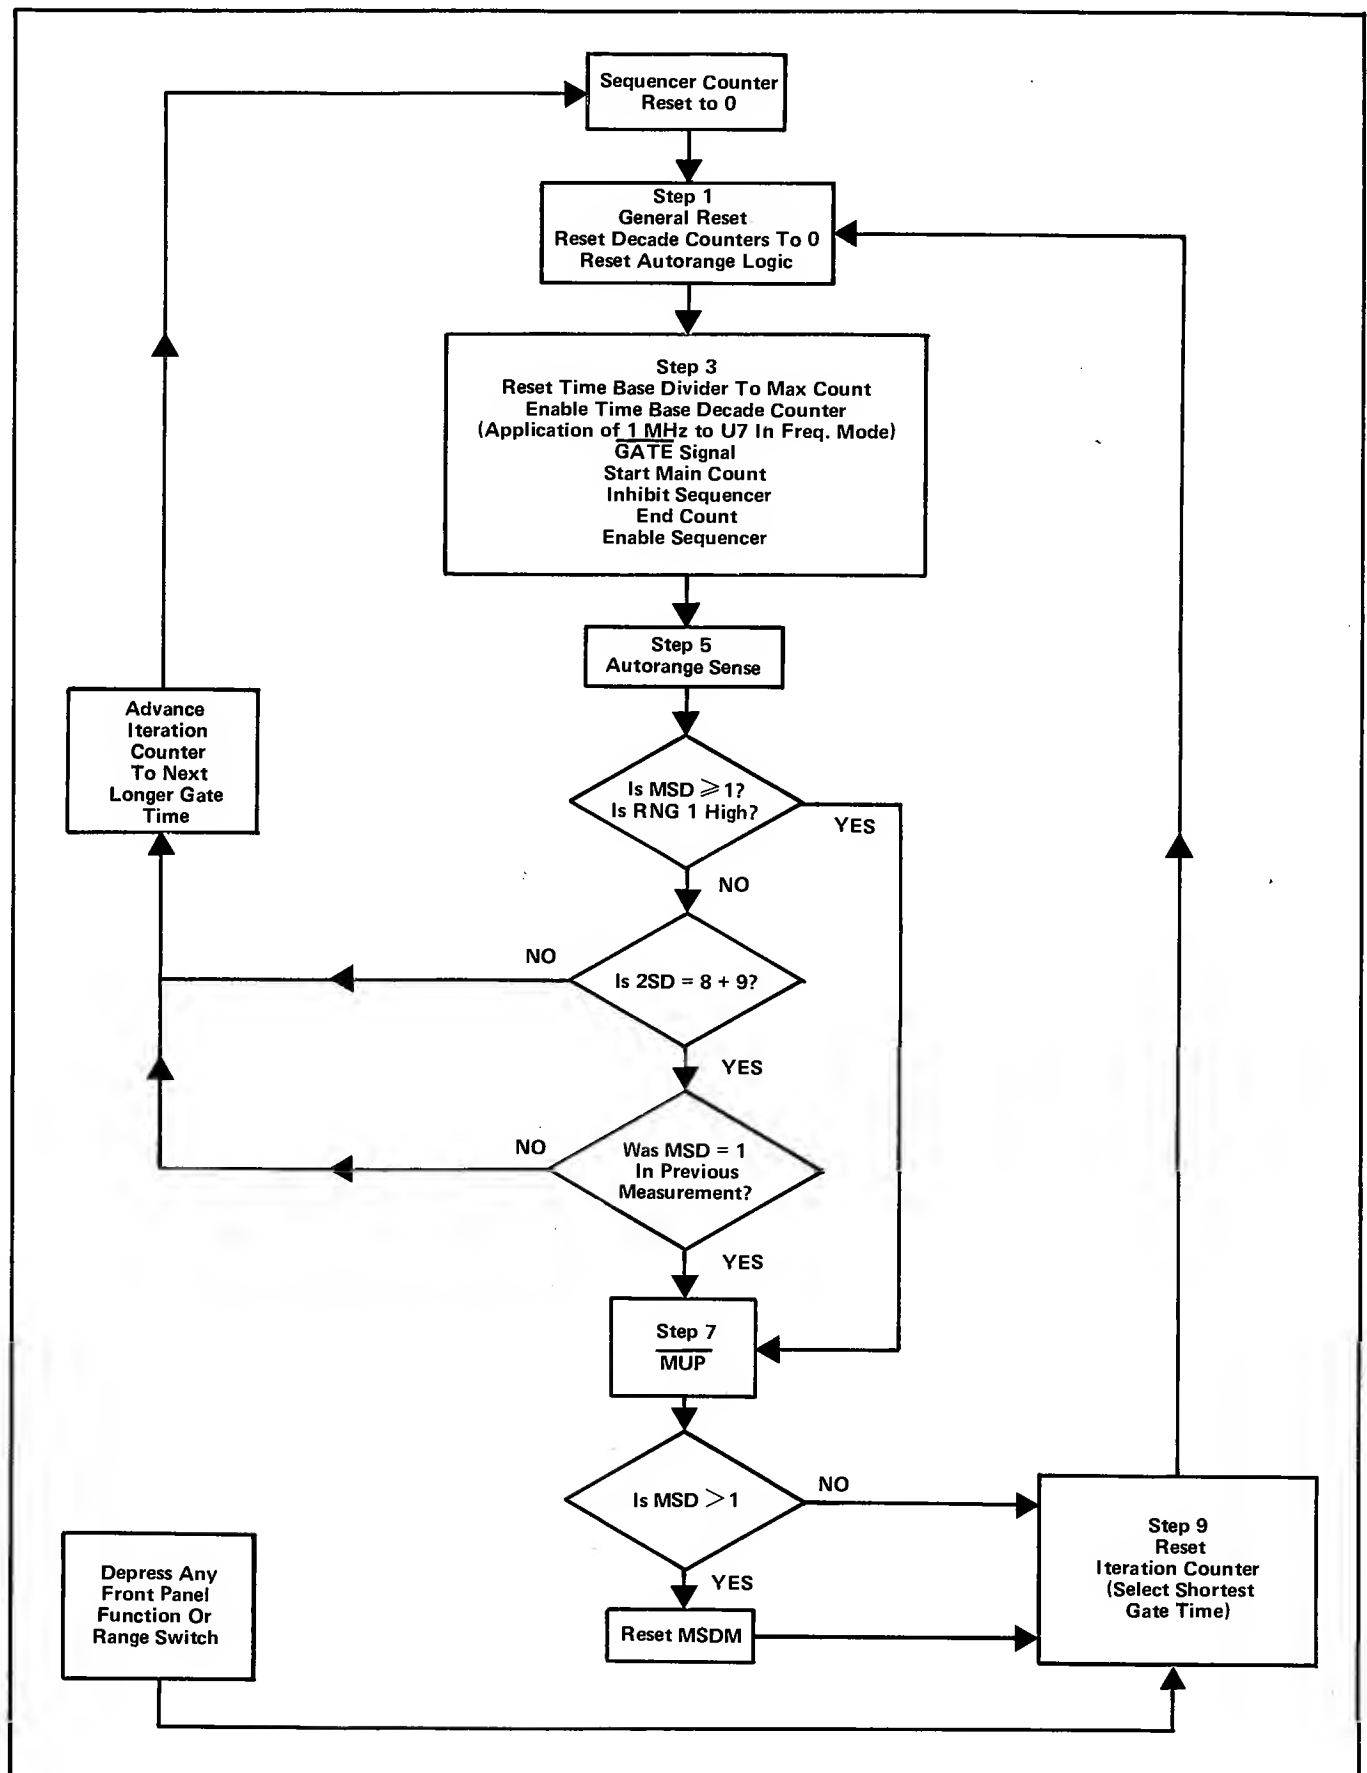 Sequencer Counter
Reset to 0
Step 1
General Reset
Reset Decade Counters To 0
Reset Autorange Logic
Step 3
Reset Time Base Divider To Max Count
Enable Time Base Decade Counter
(Application of 1 MHz to U7 In Freq. Mode)
GATE Signal
Start Main Count
Inhibit Sequencer
End Count
Enable Sequencer
Step 5
Autorange Sense
Advance
Iteration
Counter
To Next
Longer Gate
Time
Is MSD ⩾ 1?
Is RNG 1 High?
YES
NO
NO
Is 2SD = 8 + 9?
YES
NO
Was MSD = 1
In Previous
Measurement?
YES
Step 7
MUP
Is MSD > 1
NO
YES
Reset MSDM
Step 9
Reset
Iteration Counter
(Select Shortest
Gate Time)
Depress Any
Front Panel
Function Or
Range Switch